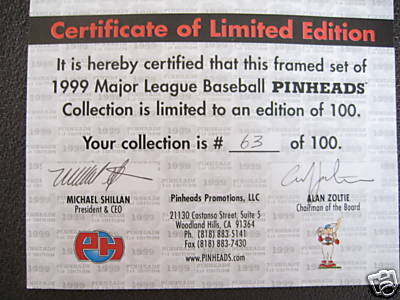 Certificate of Limited Edition
It is hereby certified that this framed set of
1999 Major League Baseball PINHEADS
Collection is limited to an edition of 100.
Your collection is # 63 of 100.
MICHAEL SHILLAN
President & CEO
Pinheads Promotions, LLC
21130 Costanso Street, Suite 5
Woodland Hills, CA 91364
Ph (818) 883-5141
Fax (818) 883-7430
www.PINHEADS.com
ALAN ZOLTIE
Chairman of the Board
PH